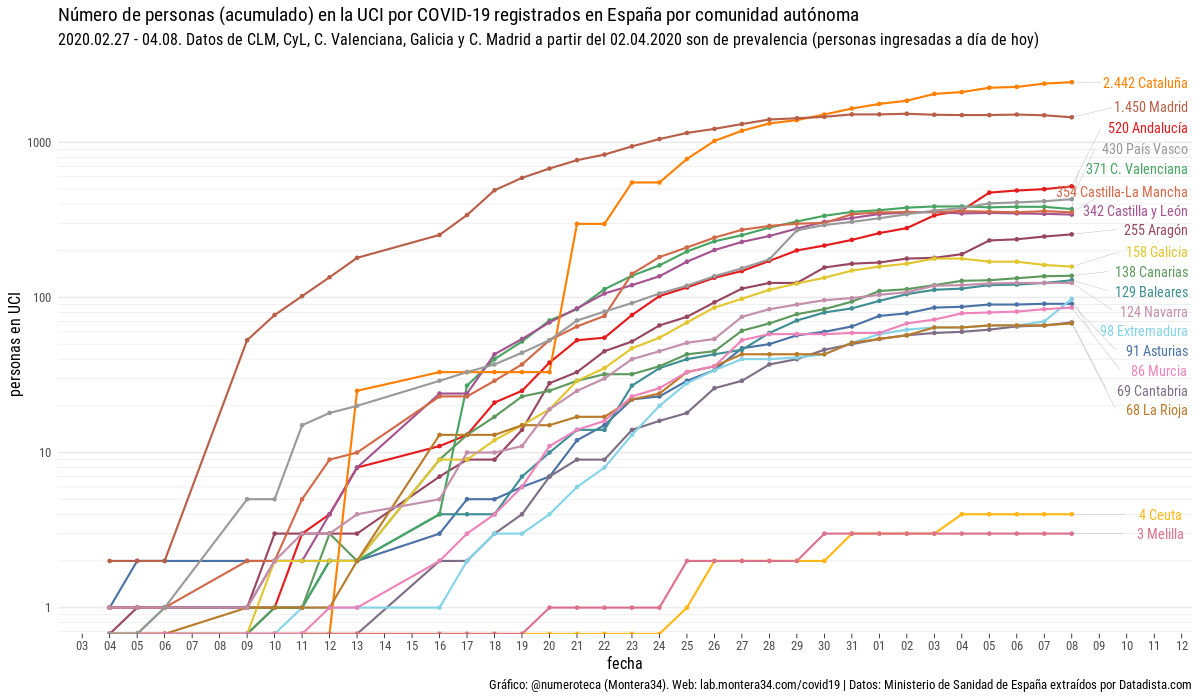 Número de personas (acumulado) en la UCI por COVID-19 registrados en España por comunidad autónoma
2020.02.27 - 04.08. Datos de CLM, CyL, C. Valenciana, Galicia y C. Madrid a partir del 02.04.2020 son de prevalencia (personas ingresadas a día de hoy)
personas en UCI
1000
100
10
1
2.442 Cataluña
1.450 Madrid
520 Andalucía
430 País Vasco
371 C. Valenciana
354 Castilla-La Mancha
342 Castilla y León
255 Aragón
158 Galicia
138 Canarias
129 Baleares
124 Navarra
98 Extremadura
91 Asturias
86 Murcia
69 Cantabria
68 La Rioja
4 Ceuta
3 Melilla
03 04 05 06 07 08 09 10 11 12 13 14 15 16 17 18 19 20 21 22 23 24 25 26 27 28 29 30 31 01 02 03 04 05 06 07 08 09 10 11 12
fecha
Gráfico: @numeroteca (Montera34). Web: lab.montera34.com/covid19 | Datos: Ministerio de Sanidad de España extraídos por Datadista.com